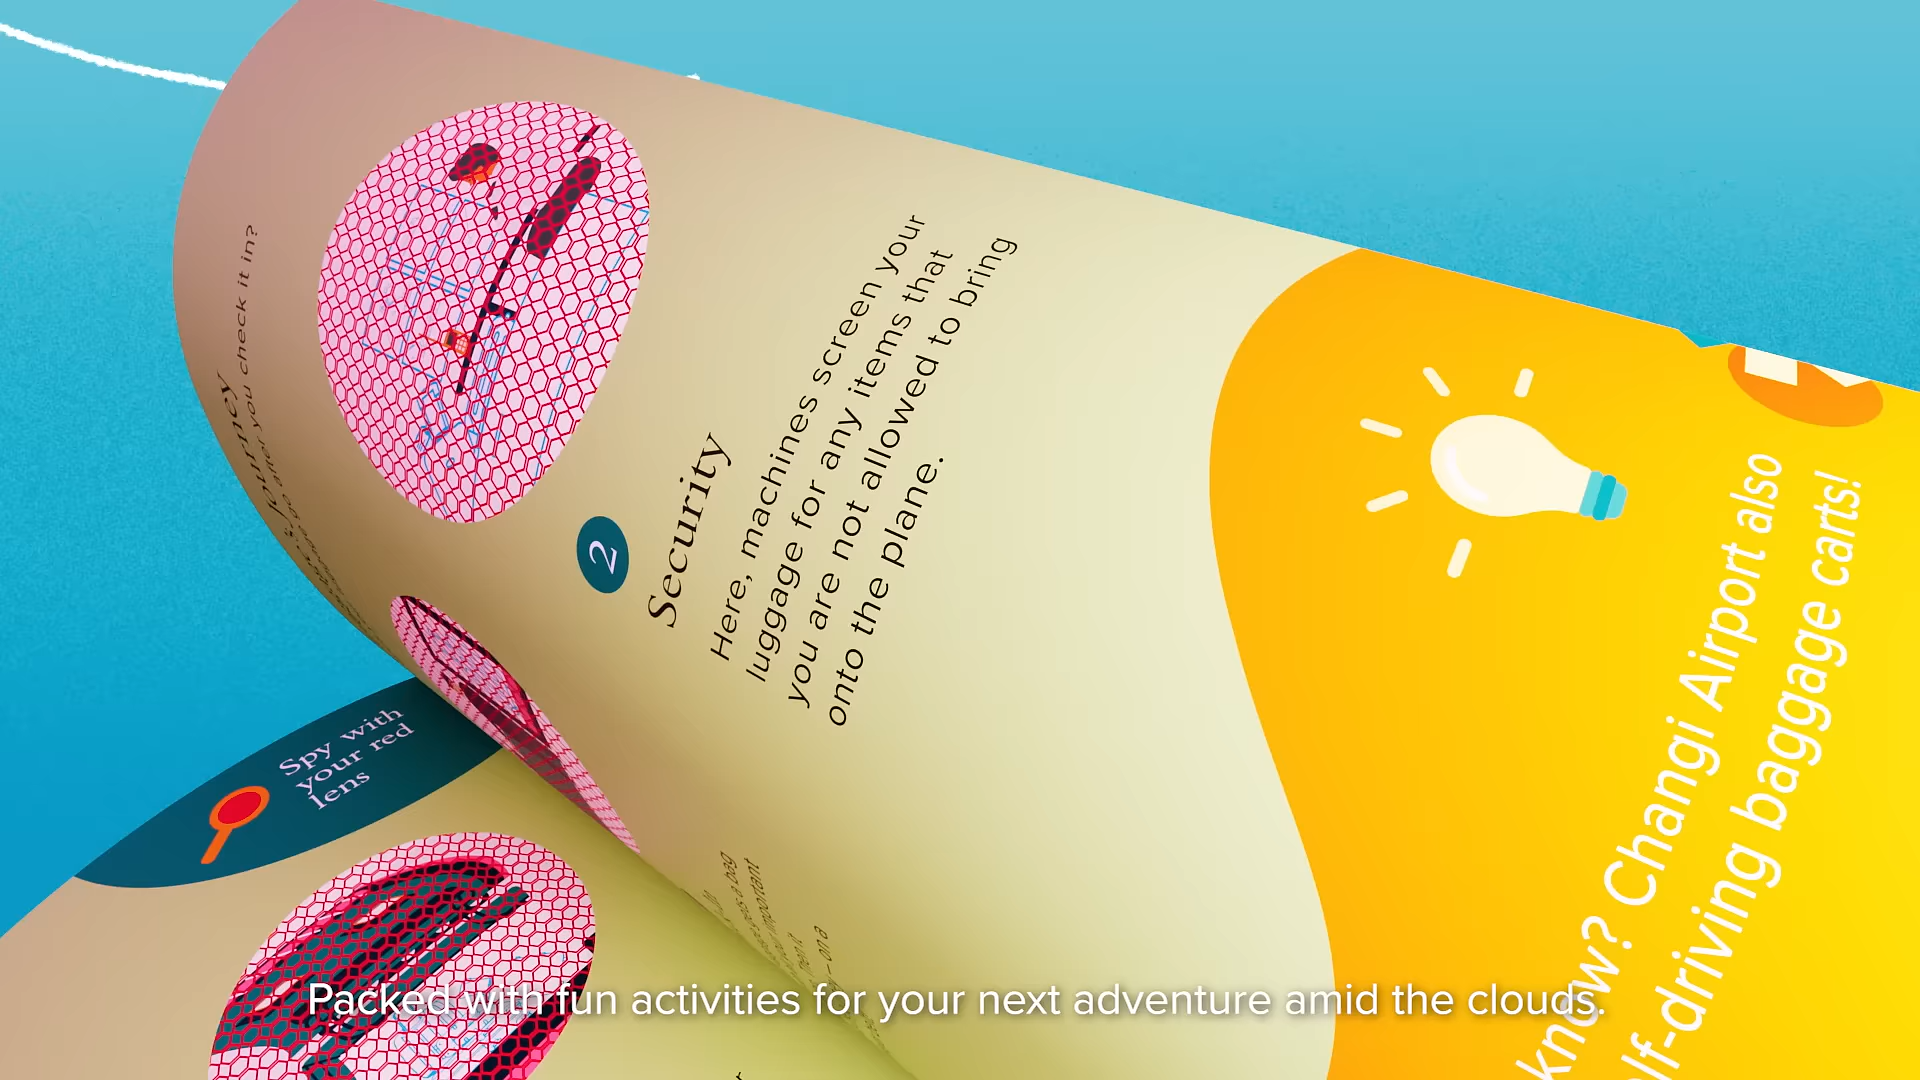 Journey
you check it in?
2
Security
Here, machines screen your
luggage for any items that
you are not allowed to bring
onto the plane.
know? Changi Airport also
self-driving baggage carts!
Spy with
your red
lens
Packed with fun activities for your next adventure amid the clouds.